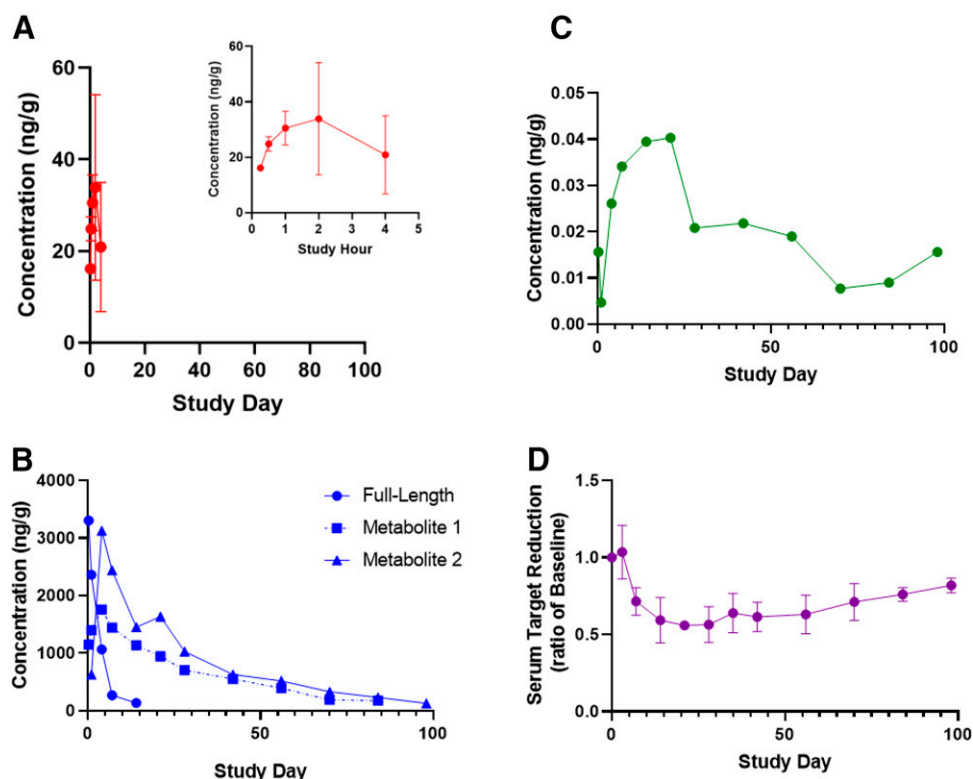 A
Concentration (ng/g)
60
40
20
0
0 20 40 60 80 100
Study Day
Concentration (ng/g)
60
40
20
0
0 1 2 3 4 5
Study Hour
C
Concentration (ng/g)
0.05
0.04
0.03
0.02
0.01
0.00
0 50 100
Study Day
B
Concentration (ng/g)
4000
3000
2000
1000
0
0 50 100
Study Day
Full-Length
Metabolite 1
Metabolite 2
D
Serum Target Reduction
(ratio of Baseline)
1.5
1.0
0.5
0.0
0 50 100
Study Day